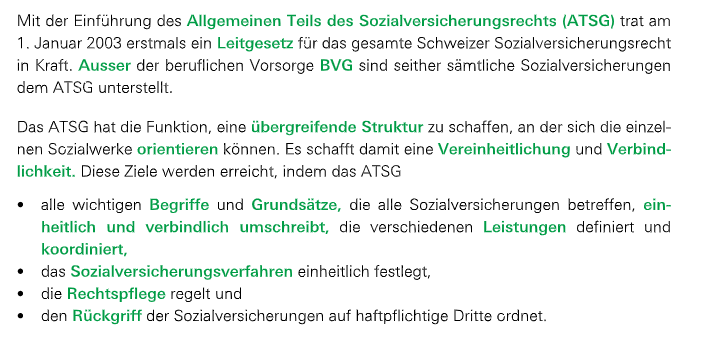 Mit der Einführung des Allgemeinen Teils des Sozialversicherungsrechts (ATSG) trat am
1. Januar 2003 erstmals ein Leitgesetz für das gesamte Schweizer Sozialversicherungsrecht
in Kraft. Ausser der beruflichen Vorsorge BVG sind seither sämtliche Sozialversicherungen
dem ATSG unterstellt.
Das ATSG hat die Funktion, eine übergreifende Struktur zu schaffen, an der sich die einzel-
nen Sozialwerke orientieren können. Es schafft damit eine Vereinheitlichung und Verbind-
lichkeit. Diese Ziele werden erreicht, indem das ATSG
• alle wichtigen Begriffe und Grundsätze, die alle Sozialversicherungen betreffen, ein-
heitlich und verbindlich umschreibt, die verschiedenen Leistungen definiert und
koordiniert,
• das Sozialversicherungsverfahren einheitlich festlegt,
• die Rechtspflege regelt und
• den Rückgriff der Sozialversicherungen auf haftpflichtige Dritte ordnet.